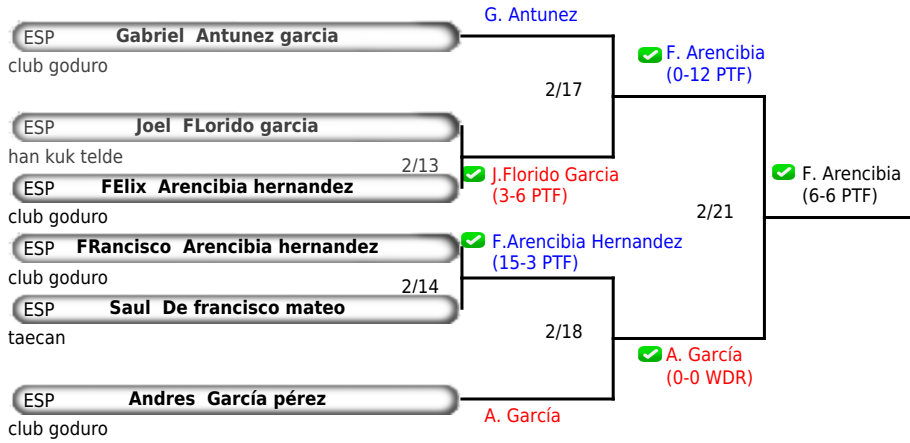 G. Antunez
ESP Gabriel Antunez garcia
club goduro
F. Arencibia
(0-12 PTF)
2/17
ESP Joel FLorido garcia
han kuk telde
2/13
J.Florido Garcia
(3-6 PTF)
ESP FElix Arencibia hernandez
club goduro
F. Arencibia
(6-6 PTF)
2/21
ESP FRancisco Arencibia hernandez
club goduro
F.Arencibia Hernandez
(15-3 PTF)
2/14
ESP Saul De francisco mateo
taecan
2/18
A. García
(0-0 WDR)
ESP Andres García pérez
club goduro
A. García